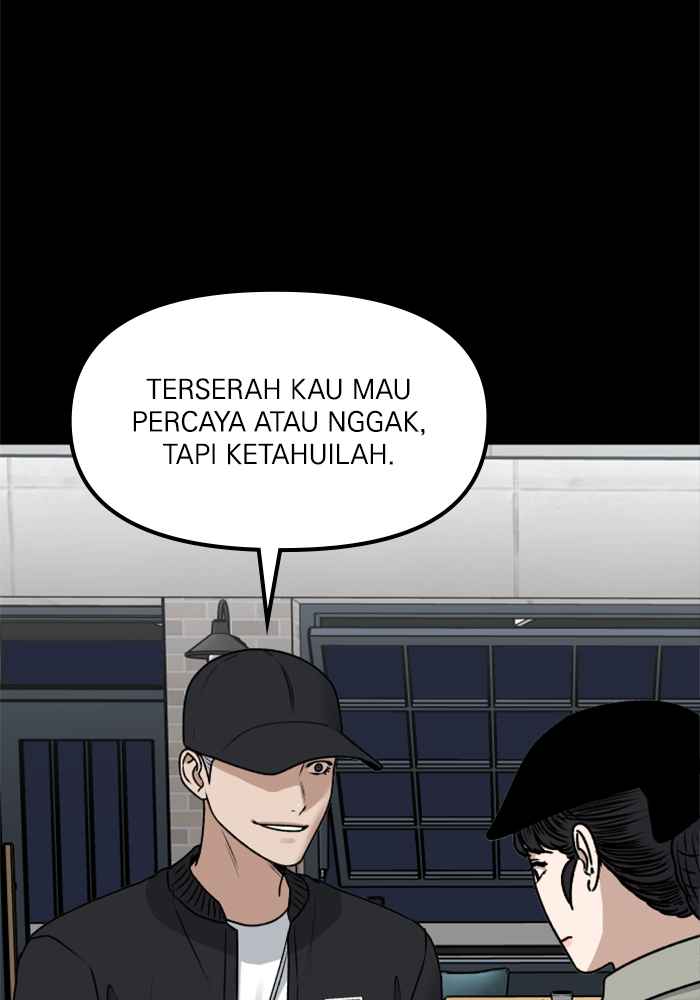 TERSERAH KAU MAU
PERCAYA ATAU NGGAK,
TAPI KETAHUILAH.